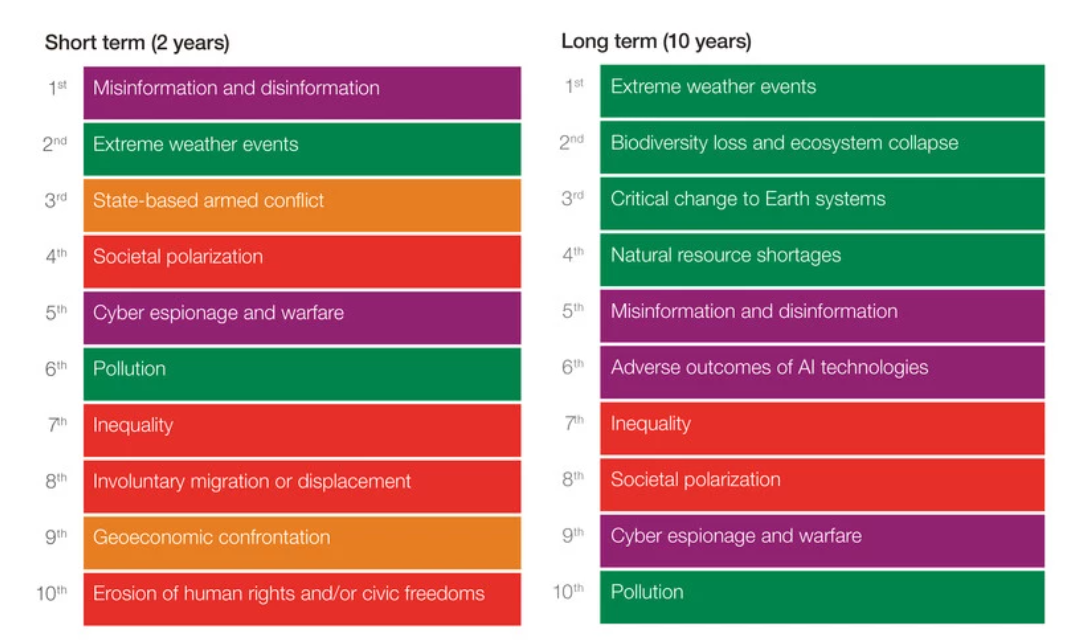 Short term (2 years)
1st Misinformation and disinformation
2nd Extreme weather events
3rd State-based armed conflict
4th Societal polarization
5th Cyber espionage and warfare
6th Pollution
7th Inequality
8th Involuntary migration or displacement
9th Geoeconomic confrontation
10th Erosion of human rights and/or civic freedoms
Long term (10 years)
1st Extreme weather events
2nd Biodiversity loss and ecosystem collapse
3rd Critical change to Earth systems
4th Natural resource shortages
5th Misinformation and disinformation
6th Adverse outcomes of AI technologies
7th Inequality
8th Societal polarization
9th Cyber espionage and warfare
10th Pollution